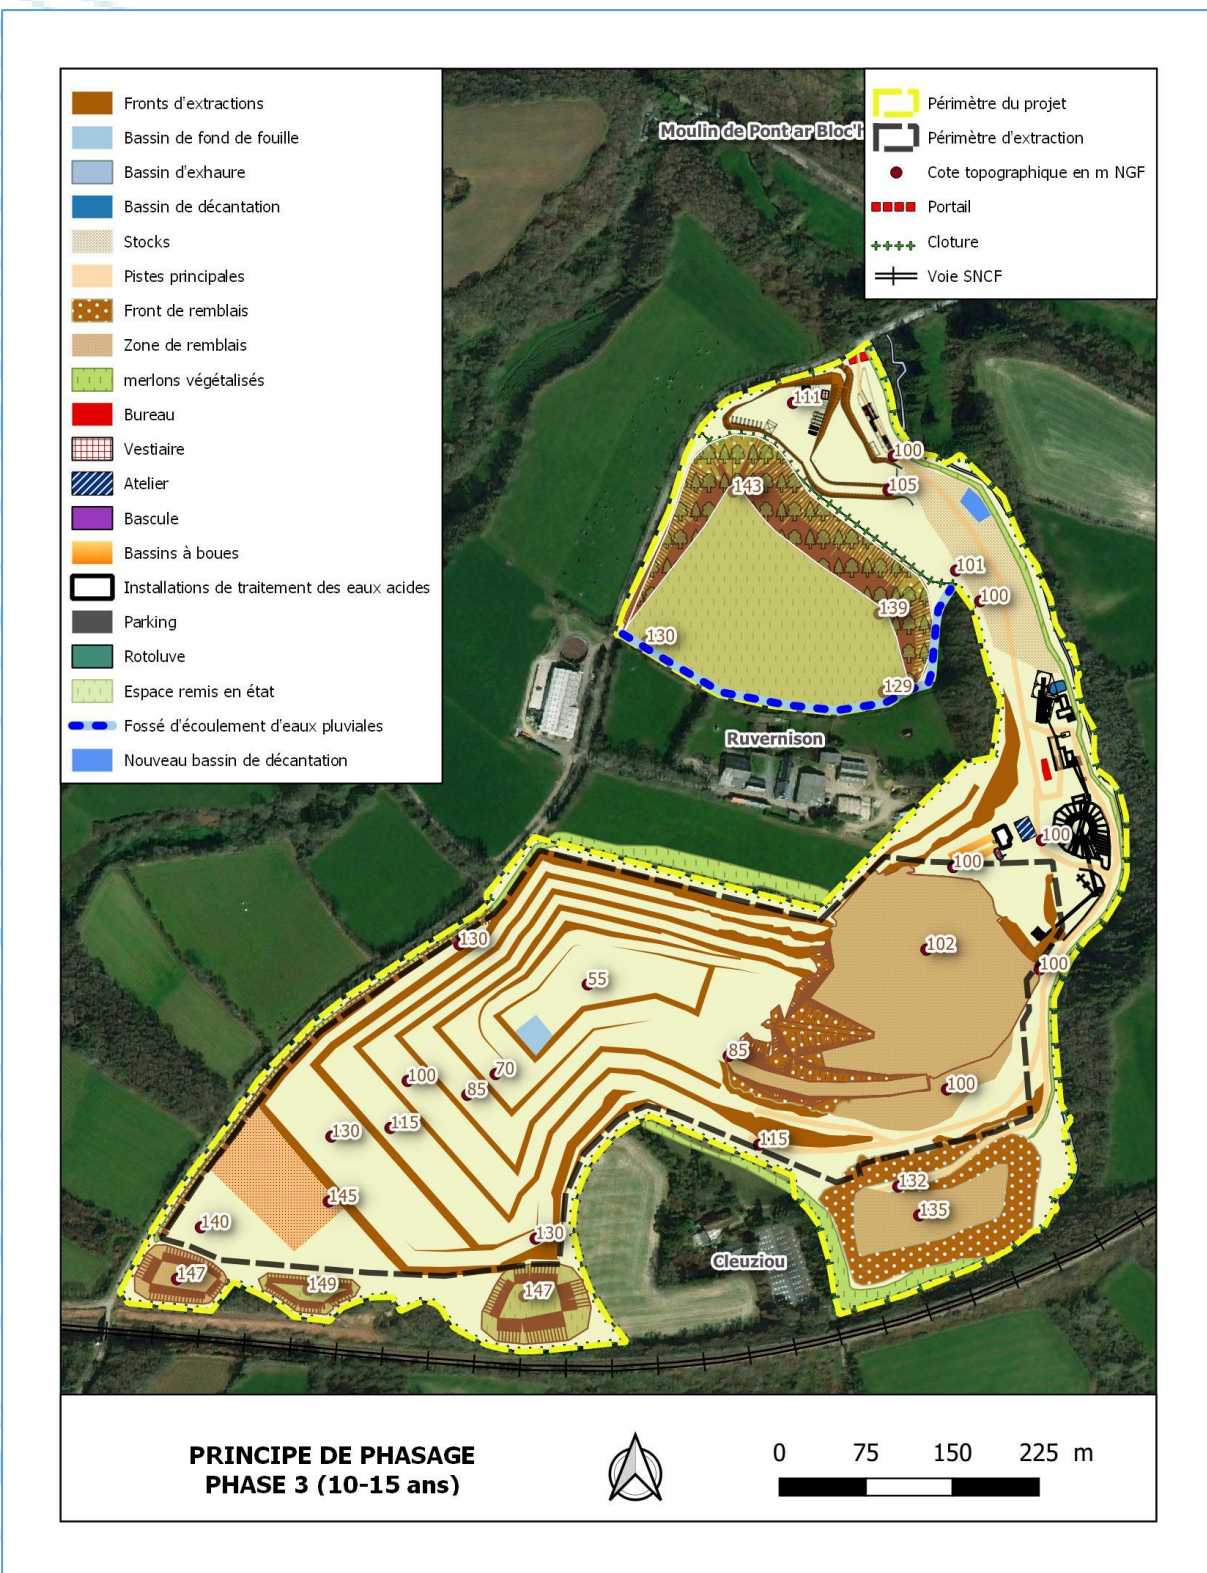 Fronts d'extractions
Bassin de fond de fouille
Bassin d'exhaure
Bassin de décantation
Stocks
Pistes principales
Front de remblais
Zone de remblais
merlons végétalisés
Bureau
Vestiaire
Atelier
Bascule
Bassins à boues
Installations de traitement des eaux acides
Parking
Rotoluve
Espace remis en état
Fossé d'écoulement d'eaux pluviales
Nouveau bassin de décantation
Périmètre du projet
Périmètre d'extraction
Cote topographique en m NGF
Portail
Cloture
Voie SNCF
Moulin de Pont ar Bloc'h
111
100
105
143
101
100
139
130
129
Ruvernison
100
100
130
102
100
55
85
70
100
85
100
115
130
115
145
132
135
140
130
Cleuziou
147
149
147
PRINCIPE DE PHASAGE
PHASE 3 (10-15 ans)
0 75 150 225 m